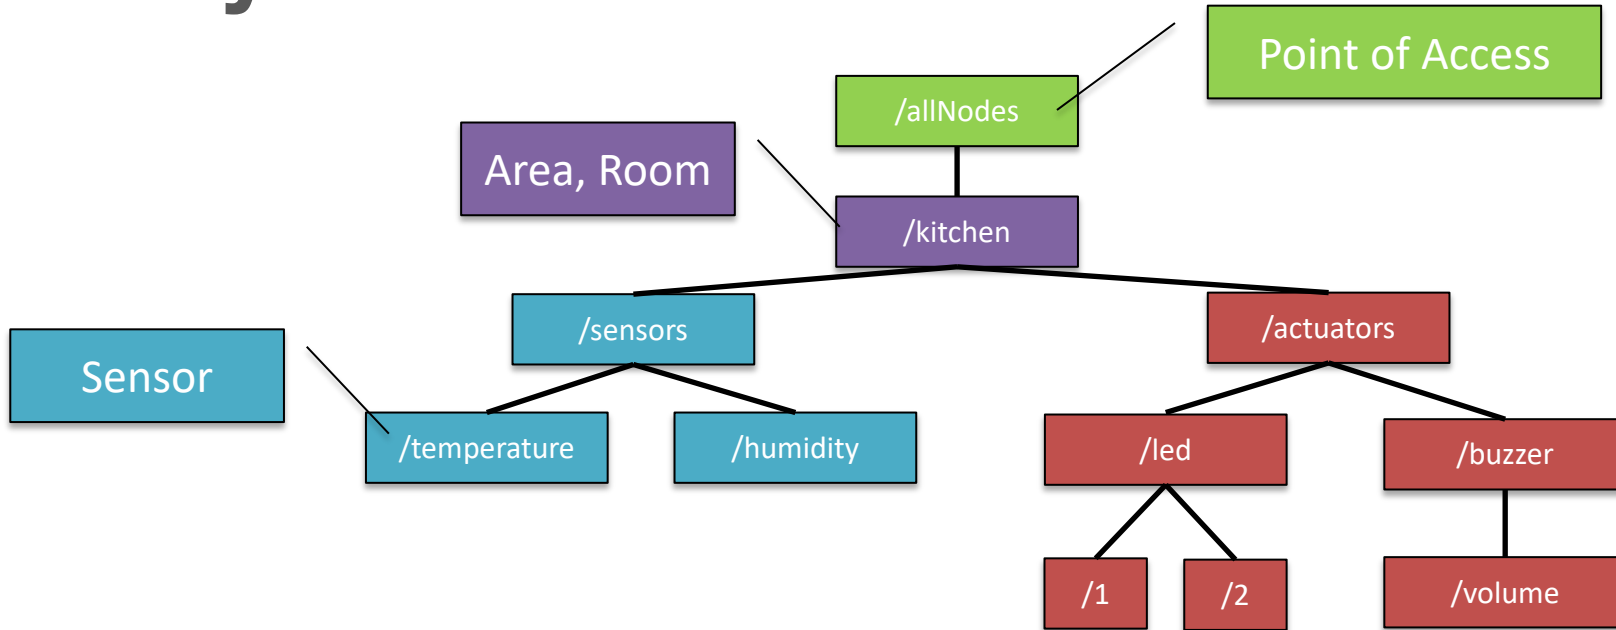 Point of Access
/allNodes
Area, Room
/kitchen
/sensors
/actuators
Sensor
/temperature
/humidity
/led
/buzzer
/1
/2
/volume